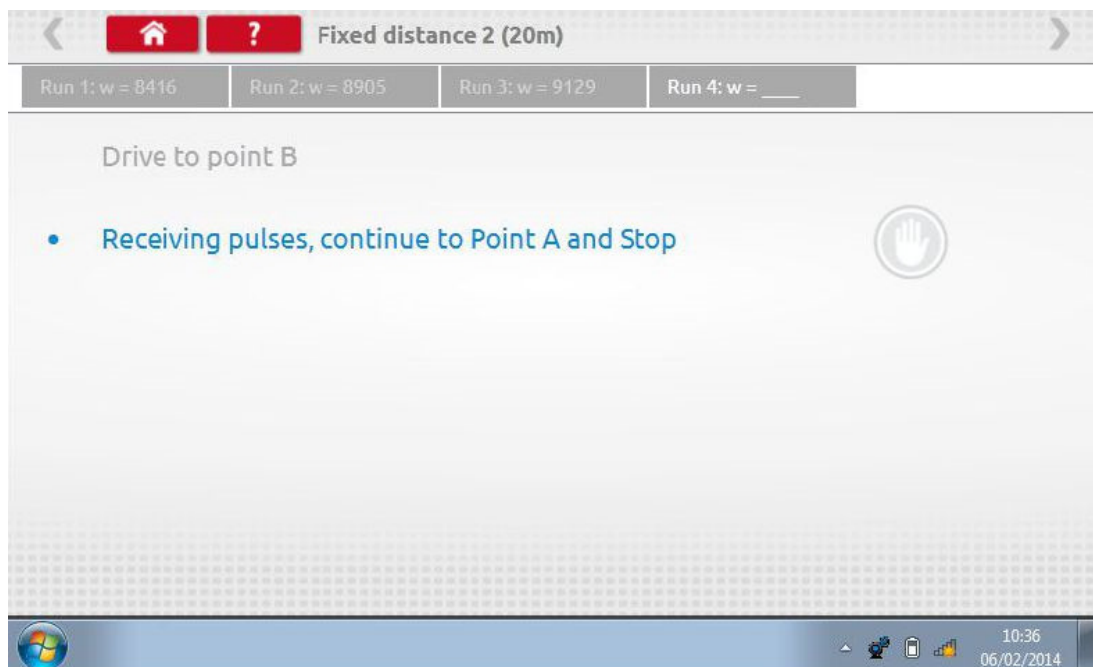 ? Fixed distance 2 (20m)
Run 1: w = 8416 Run 2: w = 8905 Run 3: w = 9129 Run 4: w = ____
Drive to point B
• Receiving pulses, continue to Point A and Stop
10:36
06/02/2014